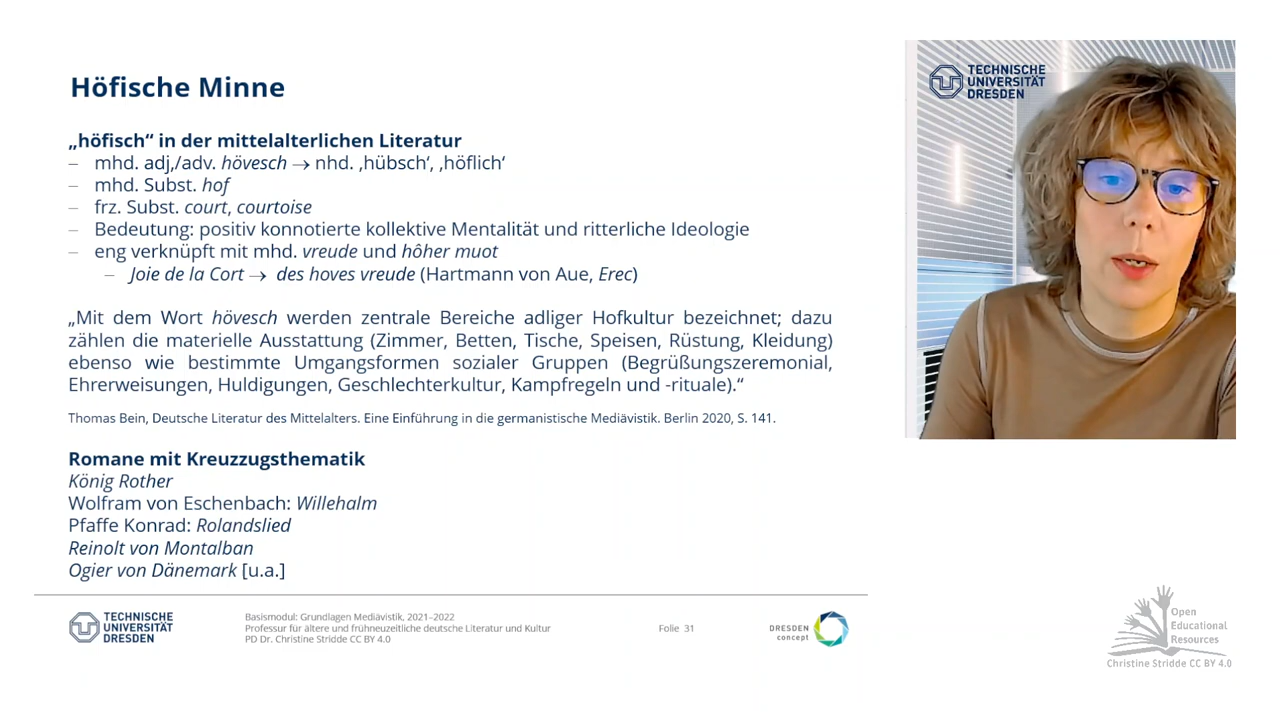 Höfische Minne
„höfisch“ in der mittelalterlichen Literatur
– mhd. adj,/adv. hövesch → nhd. ‚hübsch‘, ‚höflich‘
– mhd. Subst. hof
– frz. Subst. court, courtoise
– Bedeutung: positiv konnotierte kollektive Mentalität und ritterliche Ideologie
– eng verknüpft mit mhd. vreude und hôher muot
– Joie de la Cort → des hoves vreude (Hartmann von Aue, Erec)
„Mit dem Wort hövesch werden zentrale Bereiche adliger Hofkultur bezeichnet; dazu
zählen die materielle Ausstattung (Zimmer, Betten, Tische, Speisen, Rüstung, Kleidung)
ebenso wie bestimmte Umgangsformen sozialer Gruppen (Begrüßungszeremonial,
Ehrerweisungen, Huldigungen, Geschlechterkultur, Kampfregeln und -rituale).“
Thomas Bein, Deutsche Literatur des Mittelalters. Eine Einführung in die germanistische Mediävistik. Berlin 2020, S. 141.
Romane mit Kreuzzugsthematik
König Rother
Wolfram von Eschenbach: Willehalm
Pfaffe Konrad: Rolandslied
Reinolt von Montalban
Ogier von Dänemark [u.a.]
TECHNISCHE
UNIVERSITÄT
DRESDEN
Basismodul: Grundlagen Mediävistik, 2021–2022
Professur für ältere und frühneuzeitliche deutsche Literatur und Kultur
PD Dr. Christine Stridde CC BY 4.0
Folie 31
DRESDEN
concept
TECHNISCHE
UNIVERSITÄT
DRESDEN
Open
Educational
Resources
Christine Stridde CC BY 4.0